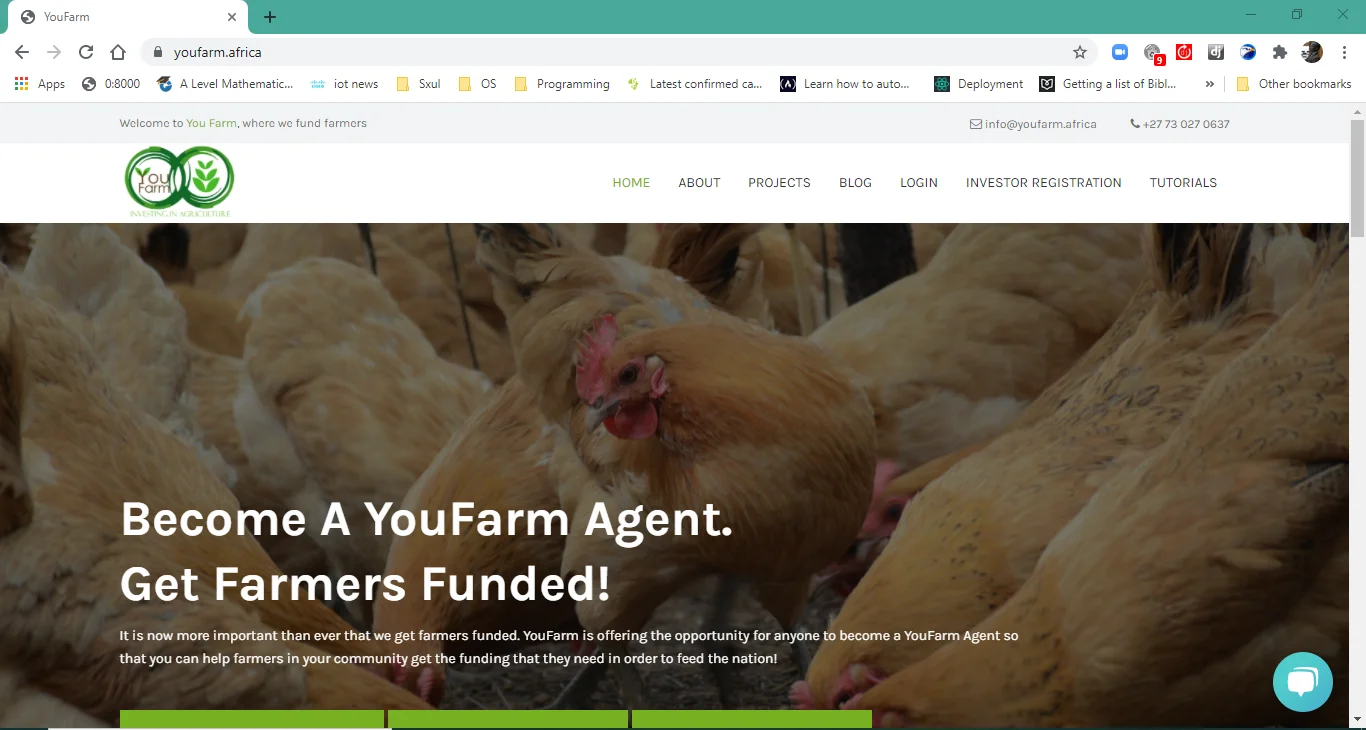 YouFarm
youfarm.africa
9
Apps
0:8000
A Level Mathematic...
iot news
Sxul
OS
Programming
Latest confirmed ca...
Learn how to auto...
Deployment
Getting a list of Bibl...
»
Other bookmarks
Welcome to You Farm, where we fund farmers
info@youfarm.africa
+27 73 027 0637
You
Farm
INVESTING IN AGRICULTURE
HOME
ABOUT
PROJECTS
BLOG
LOGIN
INVESTOR REGISTRATION
TUTORIALS
Become A YouFarm Agent.
Get Farmers Funded!
It is now more important than ever that we get farmers funded. YouFarm is offering the opportunity for anyone to become a YouFarm Agent so
that you can help farmers in your community get the funding that they need in order to feed the nation!